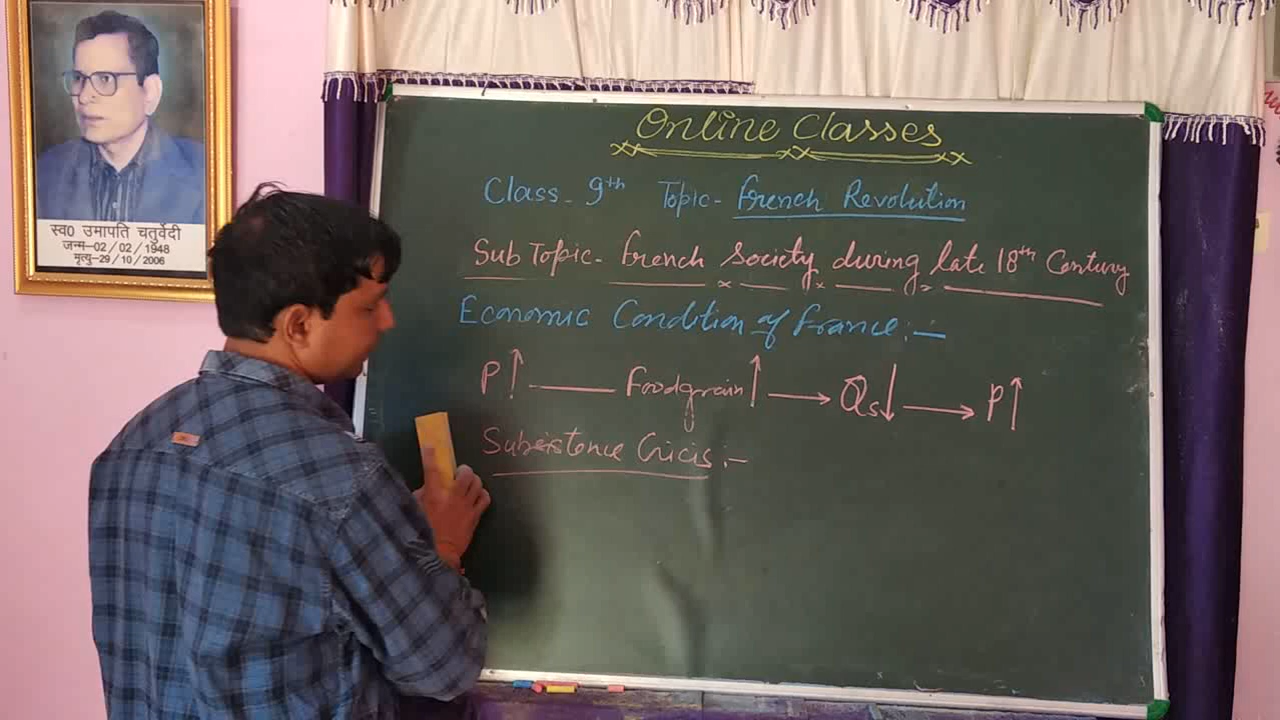 स्व0 उमापति चतुर्वेदी
जन्म–02/02/1948
मृत्यु–29/10/2006
Online Classes
Class - 9th Topic - French Revolution
Sub Topic - French Society during late 18th Century
Economic Condition of France :-
P↑ — Foodgrain↑ → Qs↓ → P↑
Subsistence Cricis :-